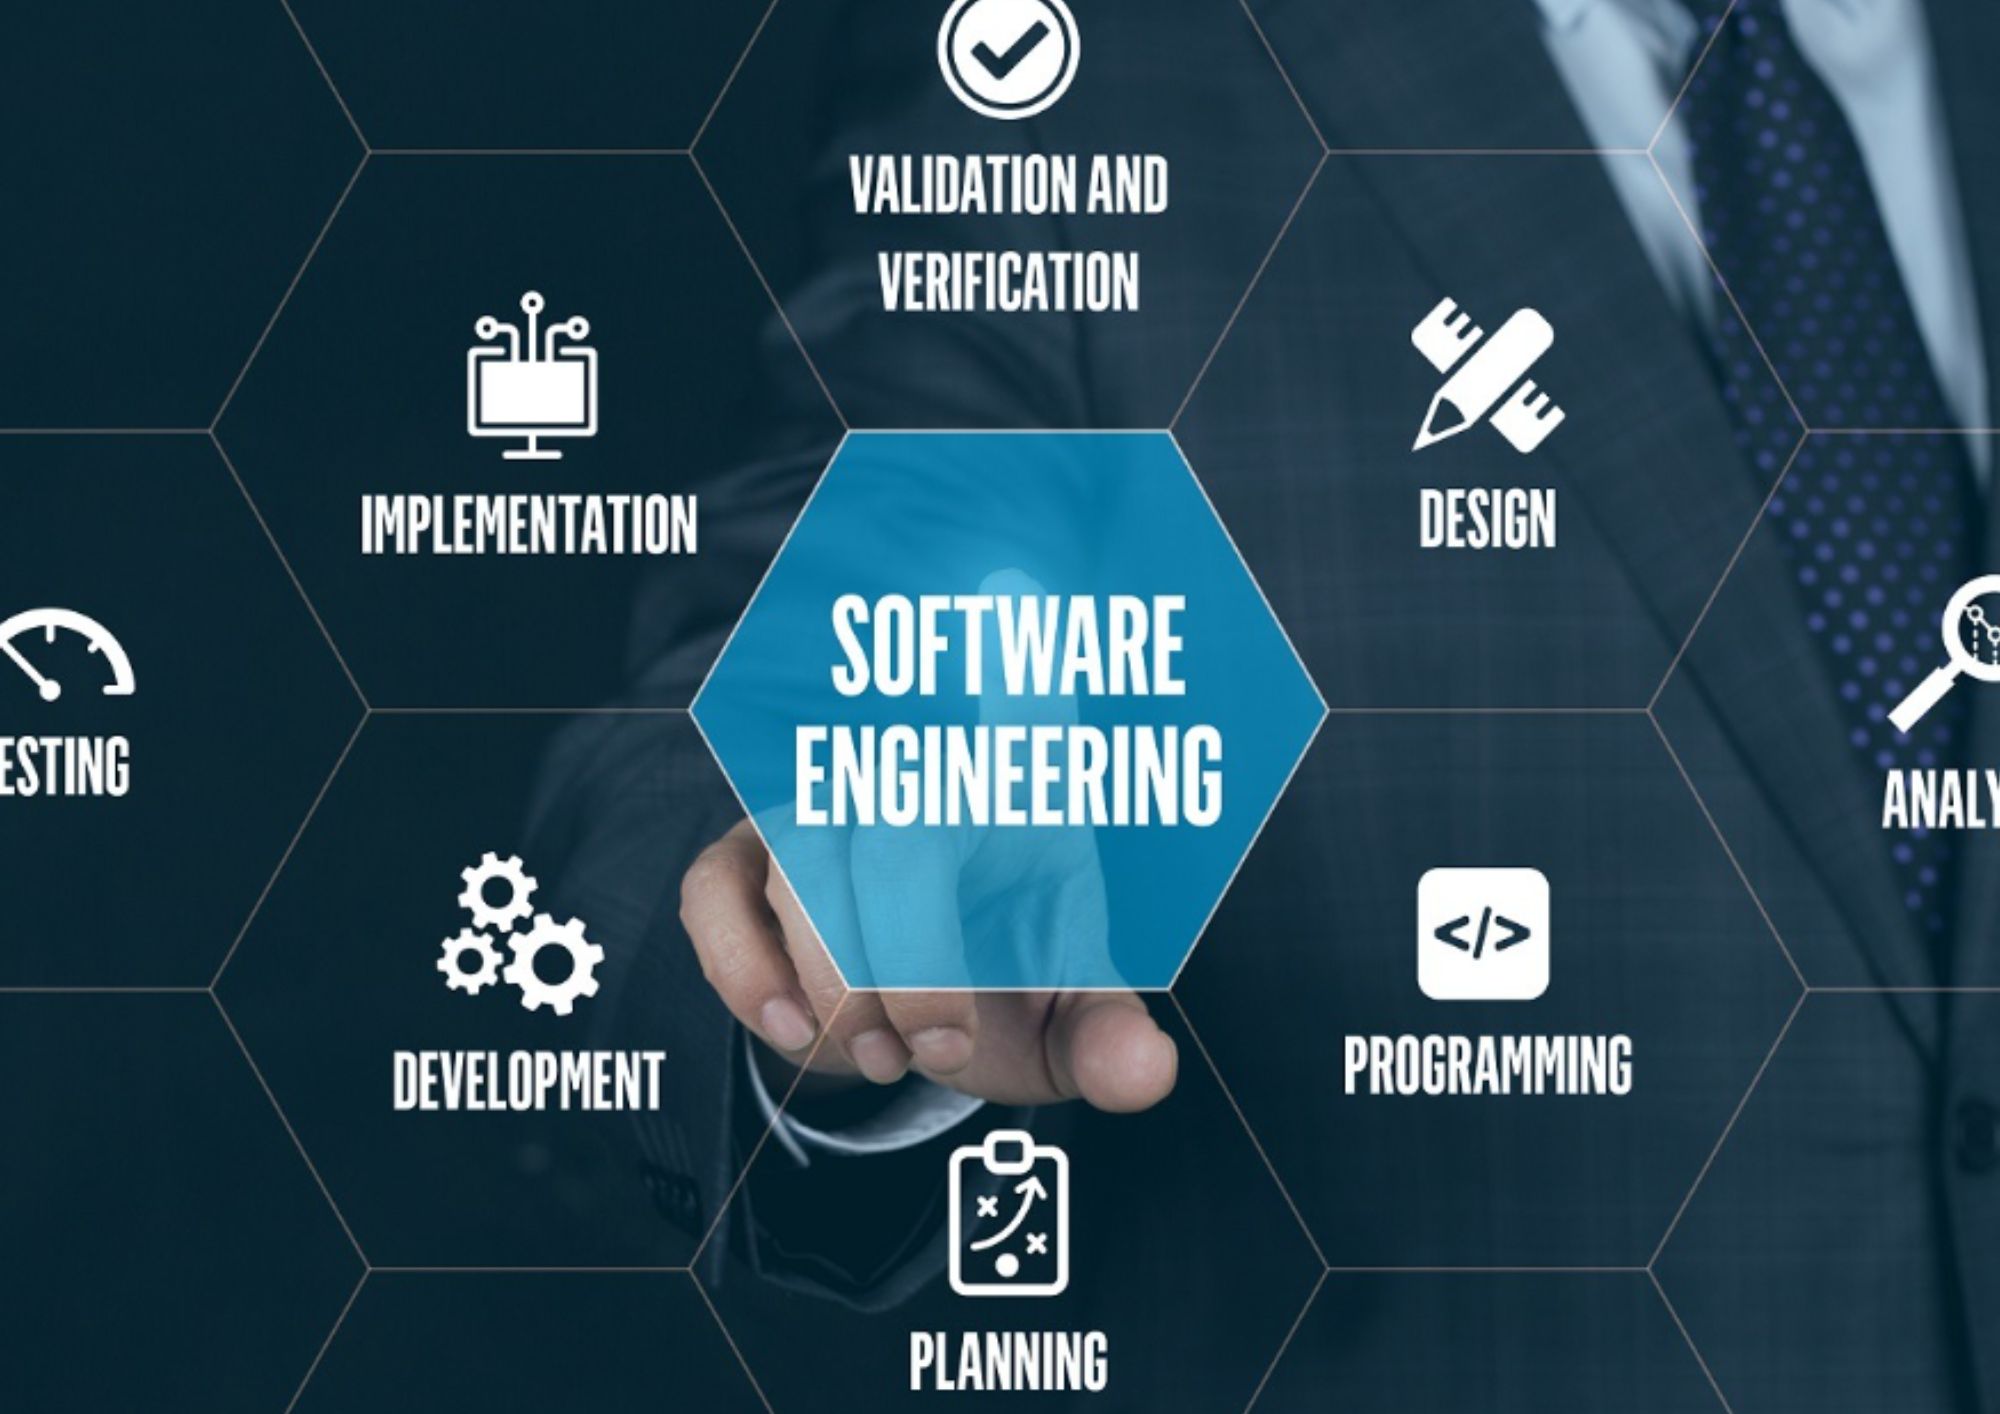 VALIDATION AND
VERIFICATION
IMPLEMENTATION
DESIGN
SOFTWARE
ENGINEERING
ESTING
ANALY
DEVELOPMENT
</>
PROGRAMMING
PLANNING